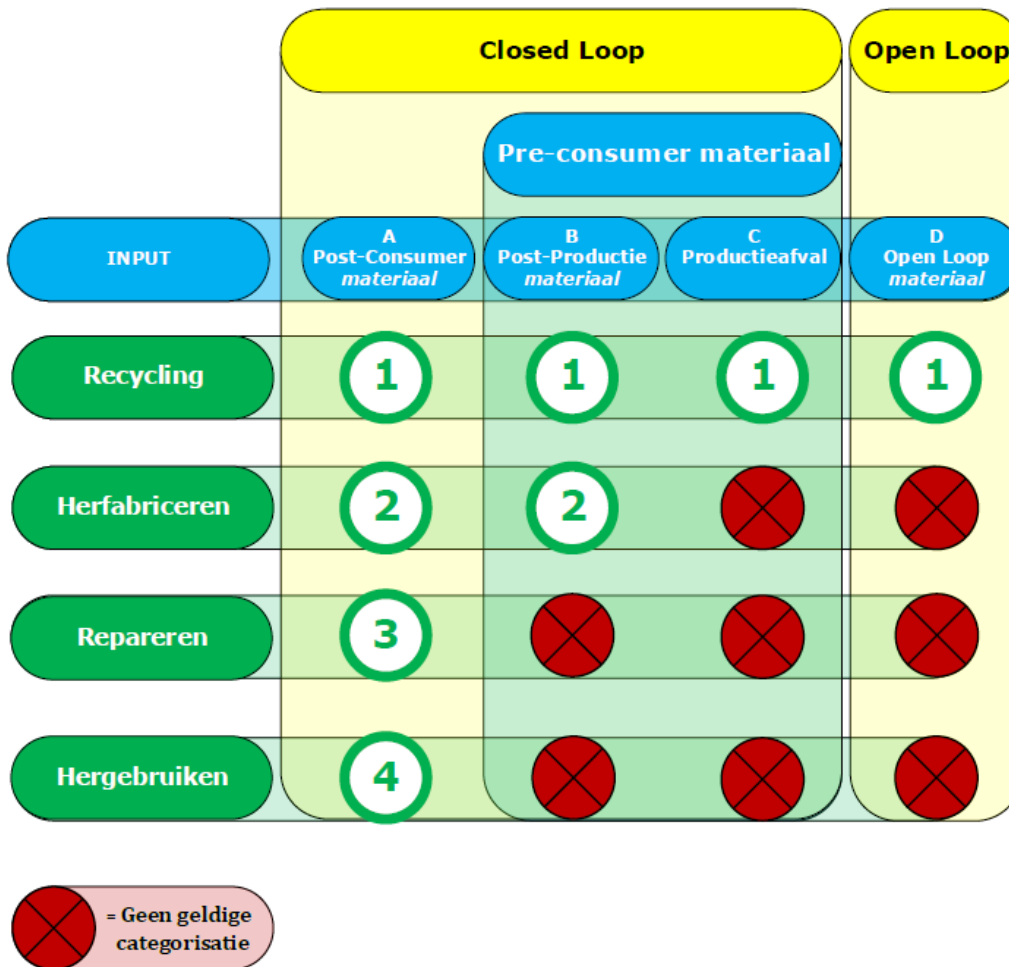 Closed Loop
Open Loop
Pre-consumer materiaal
INPUT
A
Post-Consumer
materiaal
B
Post-Productie
materiaal
C
Productieafval
D
Open Loop
materiaal
Recycling
1
1
1
1
Herfabriceren
2
2
Repareren
3
Hergebruiken
4
= Geen geldige
categorisatie